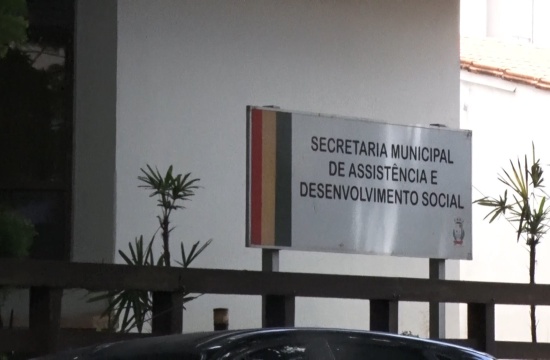 SECRETARIA MUNICIPAL
DE ASSISTÊNCIA E
DESENVOLVIMENTO SOCIAL